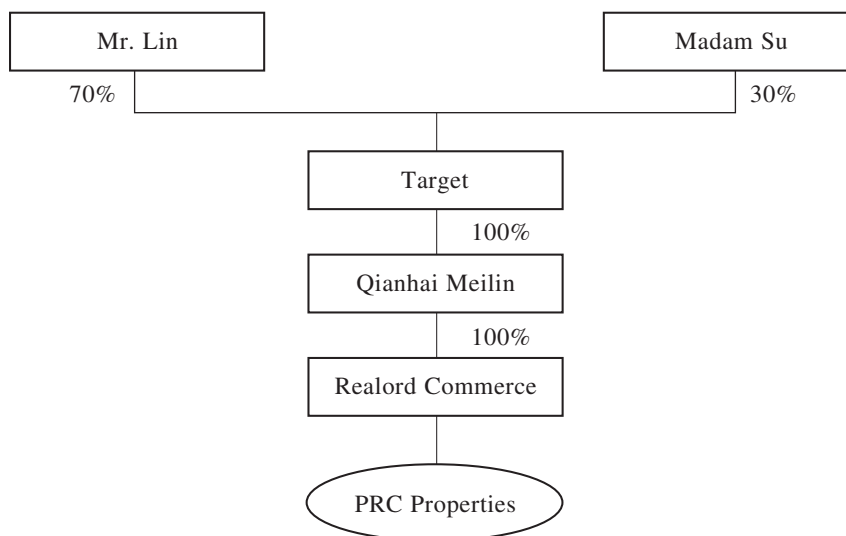 Mr. Lin
Madam Su
70%
30%
Target
100%
Qianhai Meilin
100%
Realord Commerce
PRC Properties